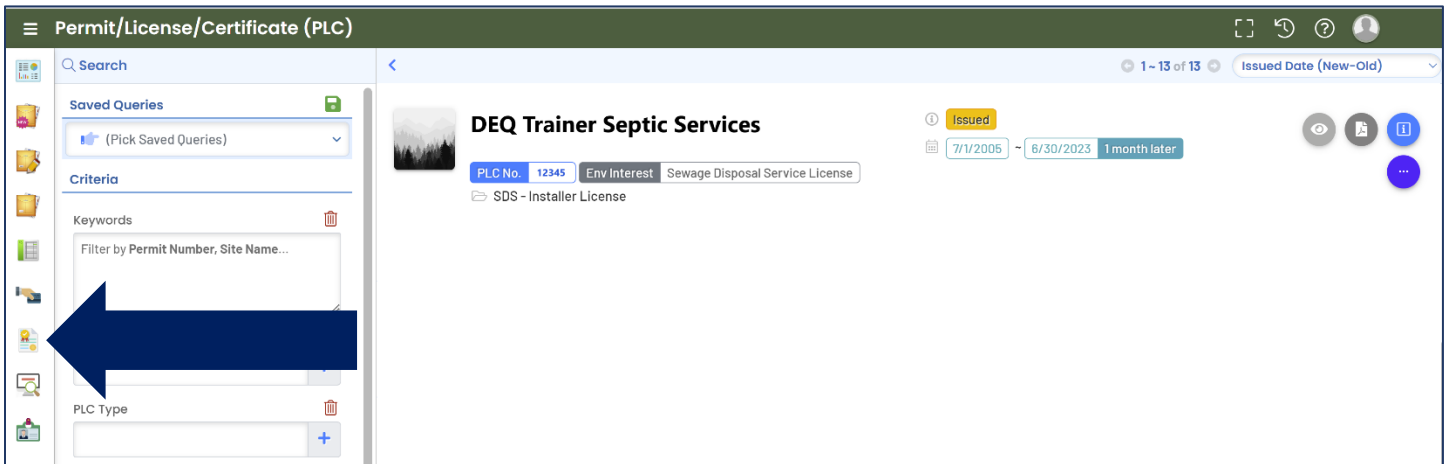 Permit/License/Certificate (PLC)
Search
1 ~ 13 of 13
Issued Date (New-Old)
Saved Queries
(Pick Saved Queries)
Criteria
Keywords
Filter by Permit Number, Site Name...
PLC Type
DEQ Trainer Septic Services
PLC No. 12345 Env Interest Sewage Disposal Service License
SDS - Installer License
Issued
7/1/2005 ~ 6/30/2023 1 month later